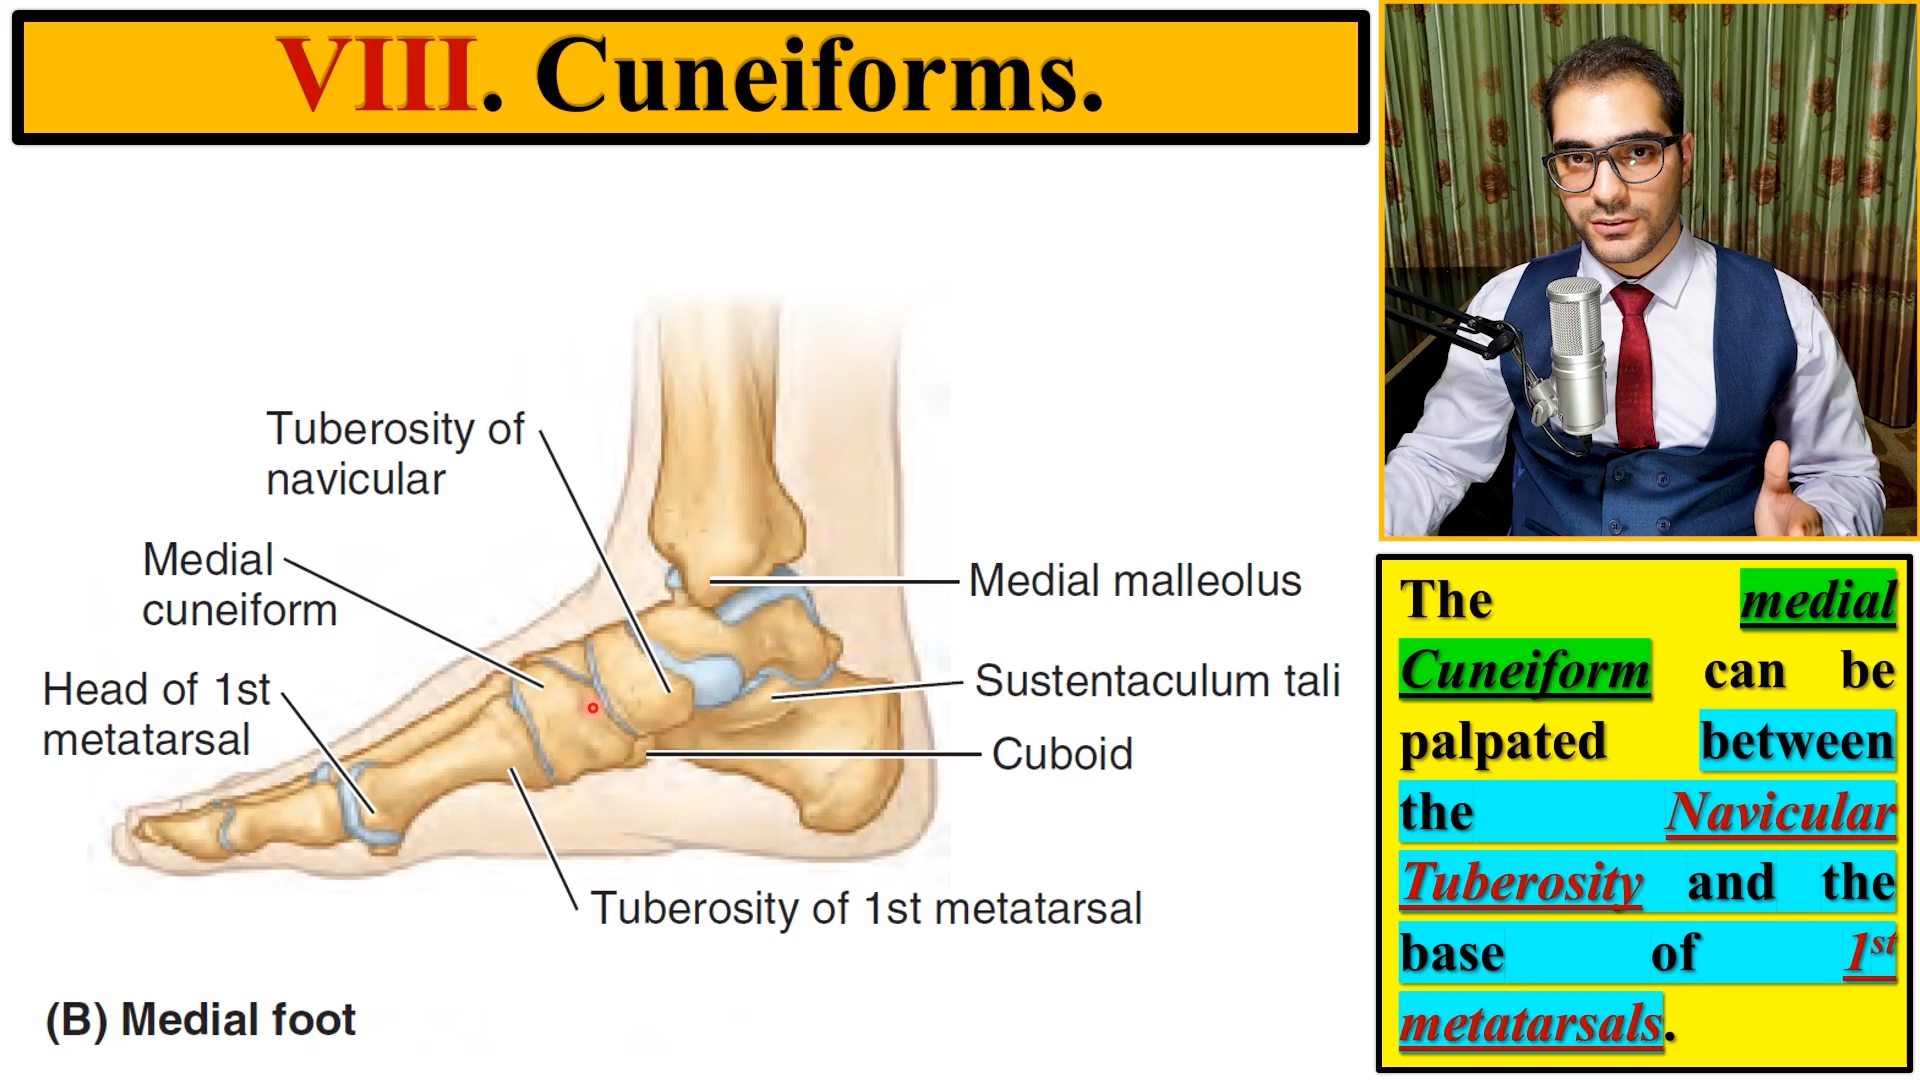 VIII. Cuneiforms.
Tuberosity of
navicular
Medial
cuneiform
Head of 1st
metatarsal
Medial malleolus
Sustentaculum tali
Cuboid
Tuberosity of 1st metatarsal
(B) Medial foot
The medial
Cuneiform can be
palpated between
the Navicular
Tuberosity and the
base of 1st
metatarsals.